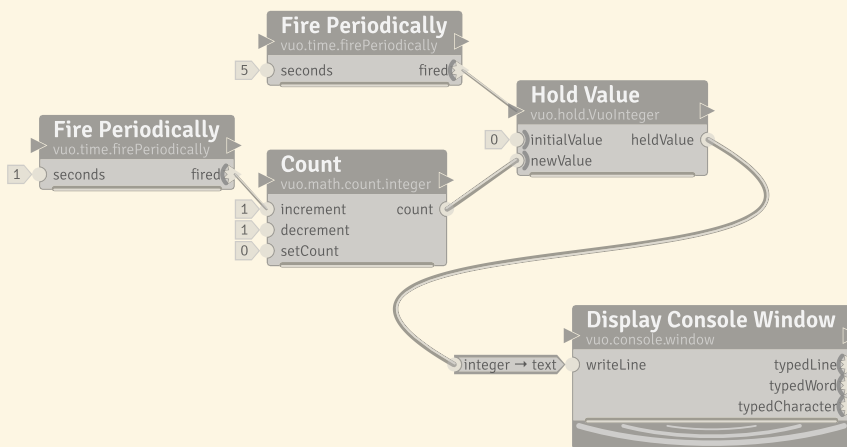 Fire Periodically
vuo.time.firePeriodically
5 seconds fired
Hold Value
vuo.hold.VuoInteger
0 initialValue heldValue
newValue
Fire Periodically
vuo.time.firePeriodically
1 seconds fired
Count
vuo.math.count.integer
1 increment count
1 decrement
0 setCount
Display Console Window
vuo.console.window
integer → text writeLine typedLine
typedWord
typedCharacter